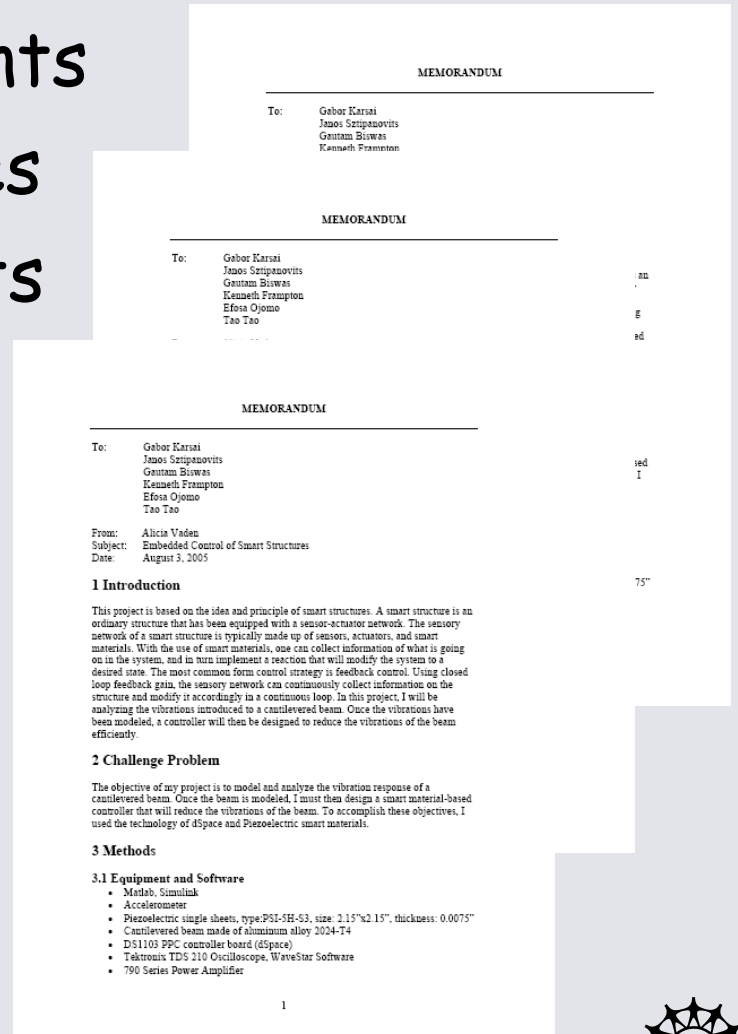 nts
s
ts
MEMORANDUM
To: Gabor Karsai
Janos Sztipanovits
Gautam Biswas
Kenneth Frampton
MEMORANDUM
To: Gabor Karsai
Janos Sztipanovits
Gautam Biswas
Kenneth Frampton
Efosa Ojomo
Tao Tao
an
g
ed
sed
I
75”
MEMORANDUM
To: Gabor Karsai
Janos Sztipanovits
Gautam Biswas
Kenneth Frampton
Efosa Ojomo
Tao Tao
From: Alicia Vaden
Subject: Embedded Control of Smart Structures
Date: August 3, 2005
1 Introduction
This project is based on the idea and principle of smart structures. A smart structure is an
ordinary structure that has been equipped with a sensor-actuator network. The sensory
network of a smart structure is typically made up of sensors, actuators, and smart
materials. With the use of smart materials, one can collect information of what is going
on in the system, and in turn implement a reaction that will modify the system to a
desired state. The most common form control strategy is feedback control. Using closed
loop feedback gain, the sensory network can continuously collect information on the
structure and modify it accordingly in a continuous loop. In this project, I will be
analyzing the vibrations introduced to a cantilevered beam. Once the vibrations have
been modeled, a controller will then be designed to reduce the vibrations of the beam
efficiently.
2 Challenge Problem
The objective of my project is to model and analyze the vibration response of a
cantilevered beam. Once the beam is modeled, I must then design a smart material-based
controller that will reduce the vibrations of the beam. To accomplish these objectives, I
used the technology of dSpace and Piezoelectric smart materials.
3 Methods
3.1 Equipment and Software
• Matlab, Simulink
• Accelerometer
• Piezoelectric single sheets, type:PSI-5H-S3, size: 2.15”x2.15”, thickness: 0.0075”
• Cantilevered beam made of aluminum alloy 2024-T4
• DS1103 PPC controller board (dSpace)
• Tektronix TDS 210 Oscilloscope, WaveStar Software
• 790 Series Power Amplifier
1